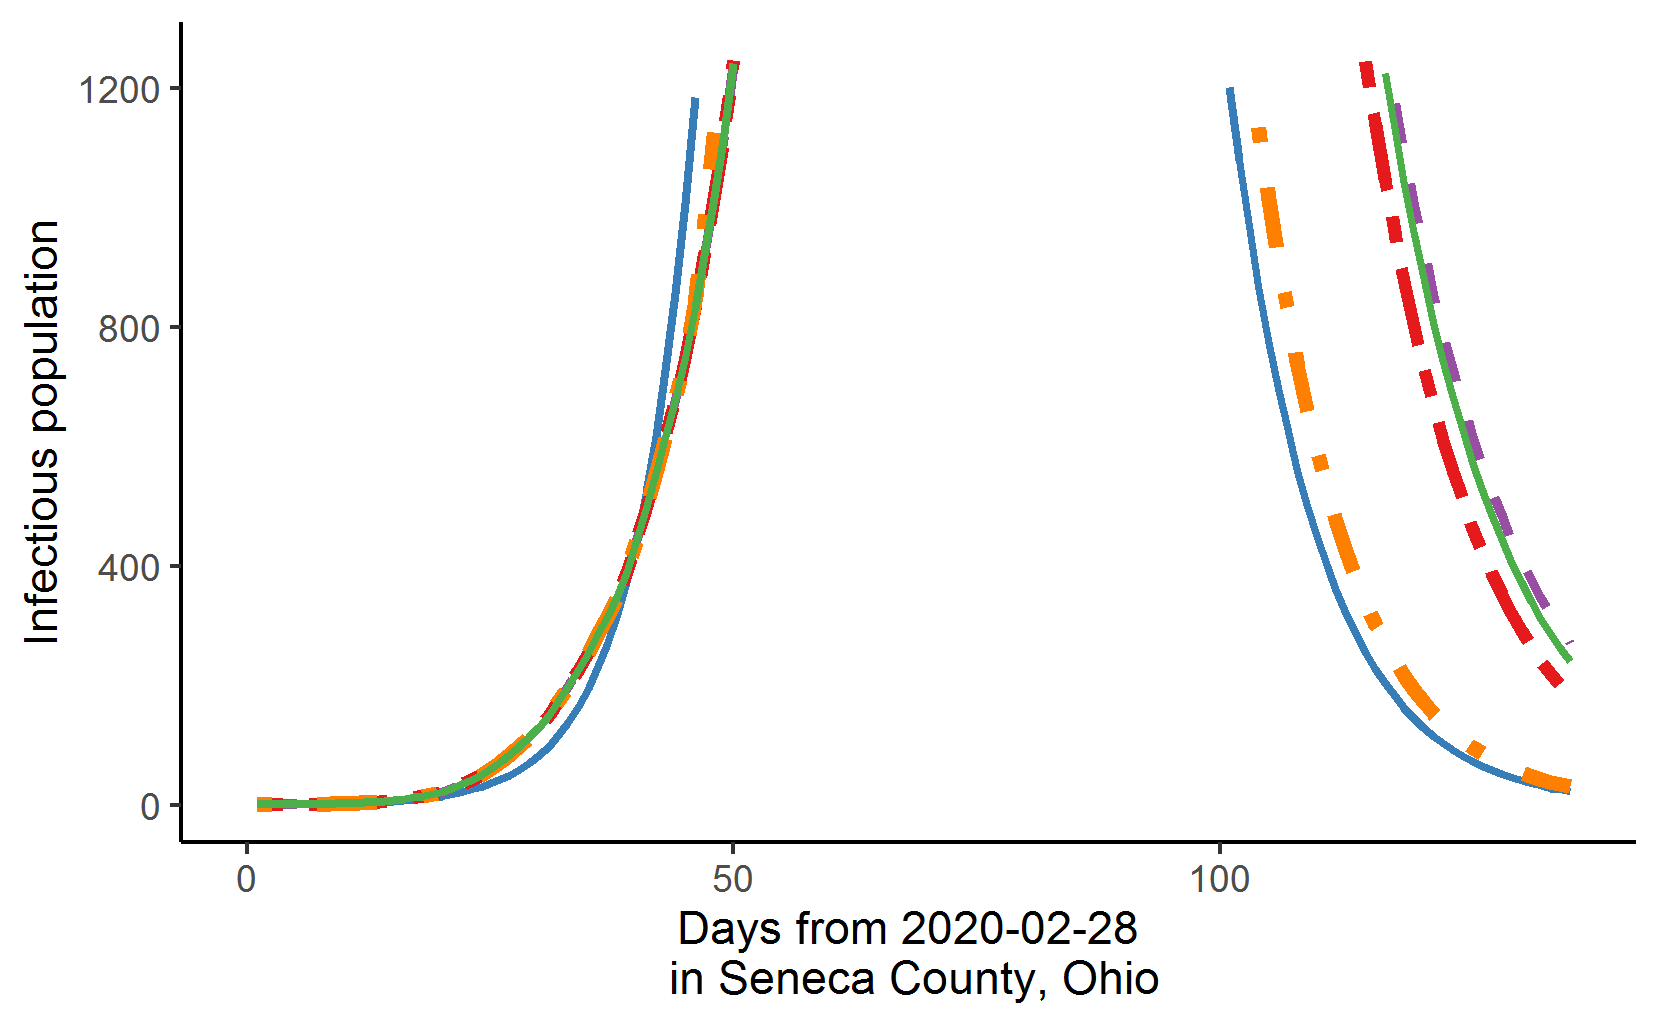 1200
800
400
0
Infectious population
0 50 100
Days from 2020-02-28
in Seneca County, Ohio